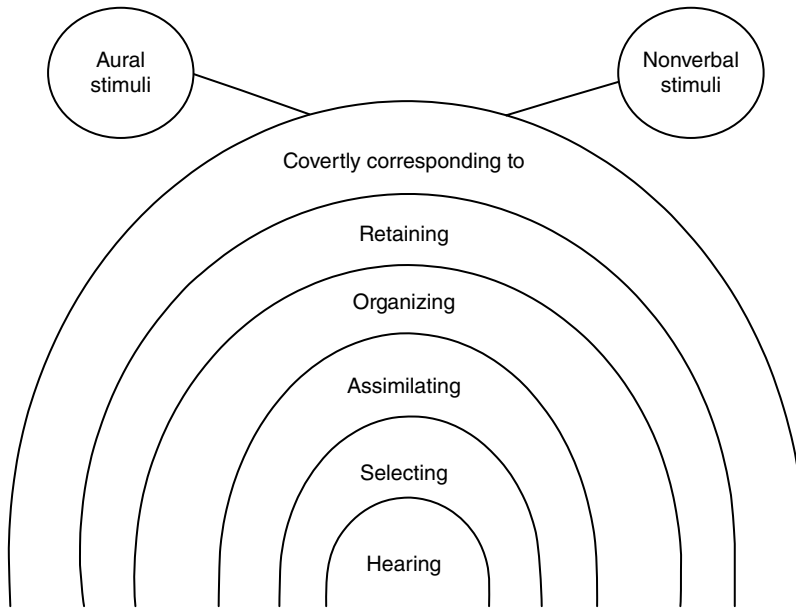 Aural
stimuli
Nonverbal
stimuli
Covertly corresponding to
Retaining
Organizing
Assimilating
Selecting
Hearing